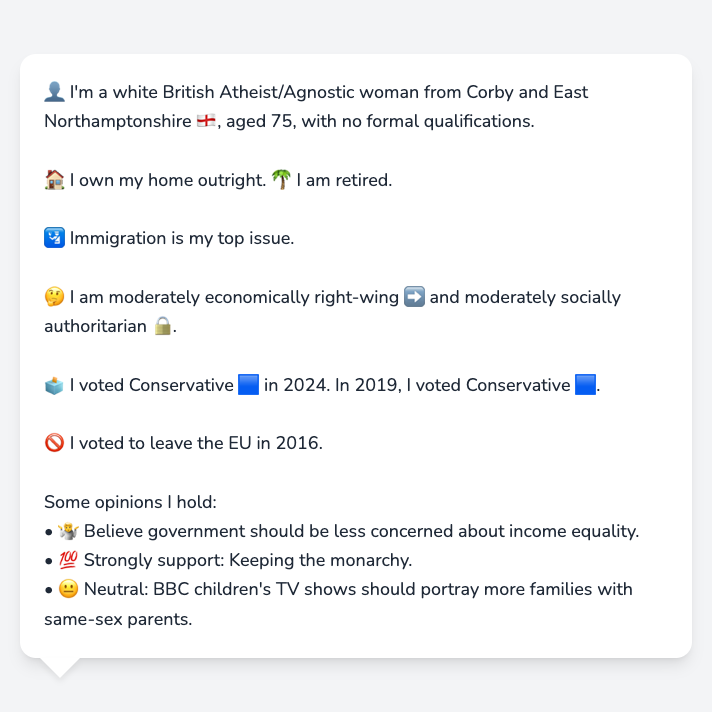 👤 I'm a white British Atheist/Agnostic woman from Corby and East
Northamptonshire 🏴󠁧󠁢󠁥󠁮󠁧󠁿, aged 75, with no formal qualifications.
🏠 I own my home outright. 🌴 I am retired.
🛂 Immigration is my top issue.
🤔 I am moderately economically right-wing ➡️ and moderately socially
authoritarian 🔒.
🗳️ I voted Conservative 🟦 in 2024. In 2019, I voted Conservative 🟦.
🚫 I voted to leave the EU in 2016.
Some opinions I hold:
• 🤷 Believe government should be less concerned about income equality.
• 💯 Strongly support: Keeping the monarchy.
• 😐 Neutral: BBC children's TV shows should portray more families with
same-sex parents.